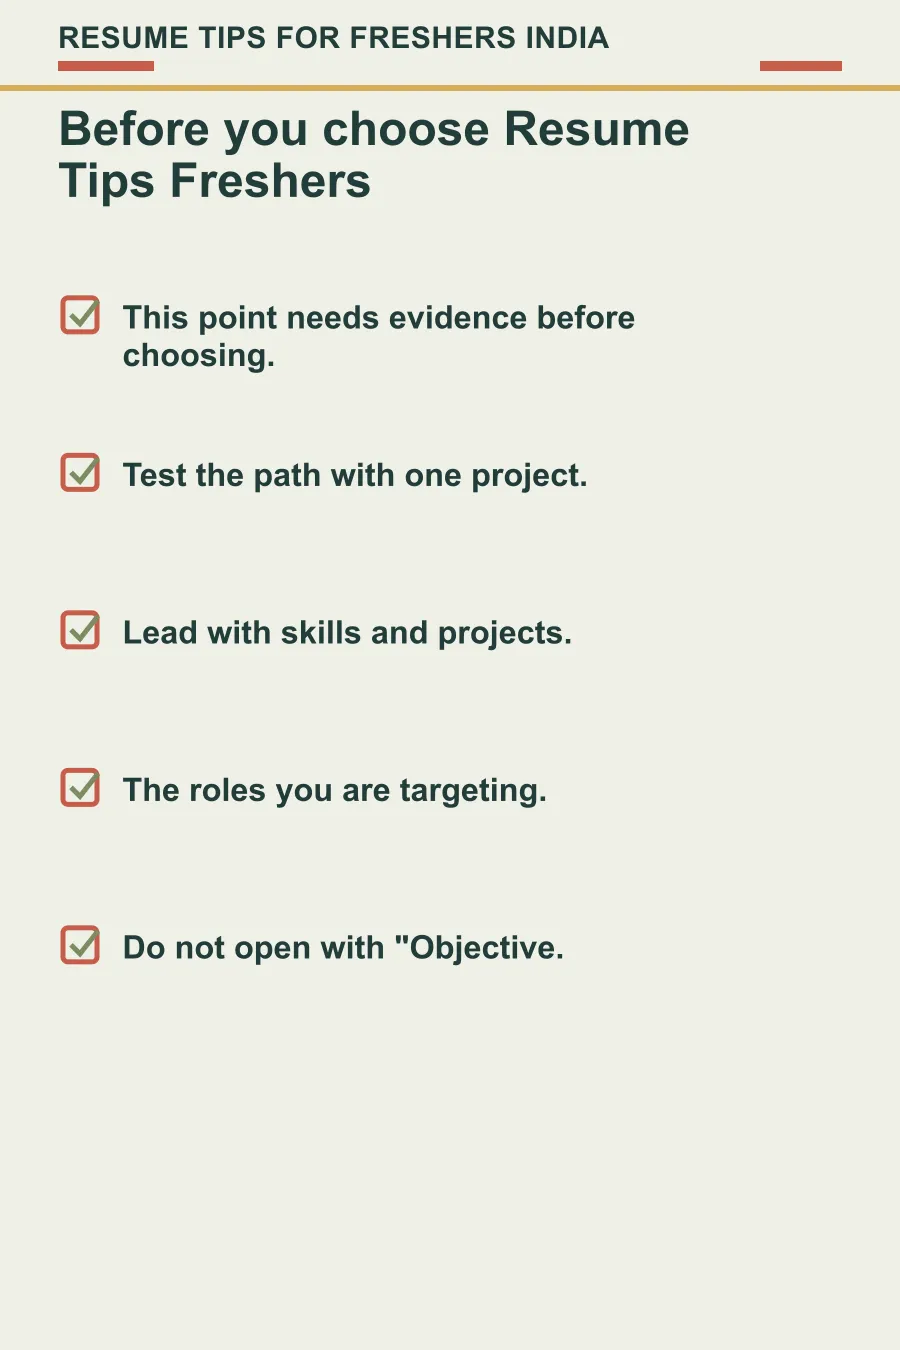 RESUME TIPS FOR FRESHERS INDIA
Before you choose Resume
Tips Freshers
This point needs evidence before
choosing.
Test the path with one project.
Lead with skills and projects.
The roles you are targeting.
Do not open with "Objective.